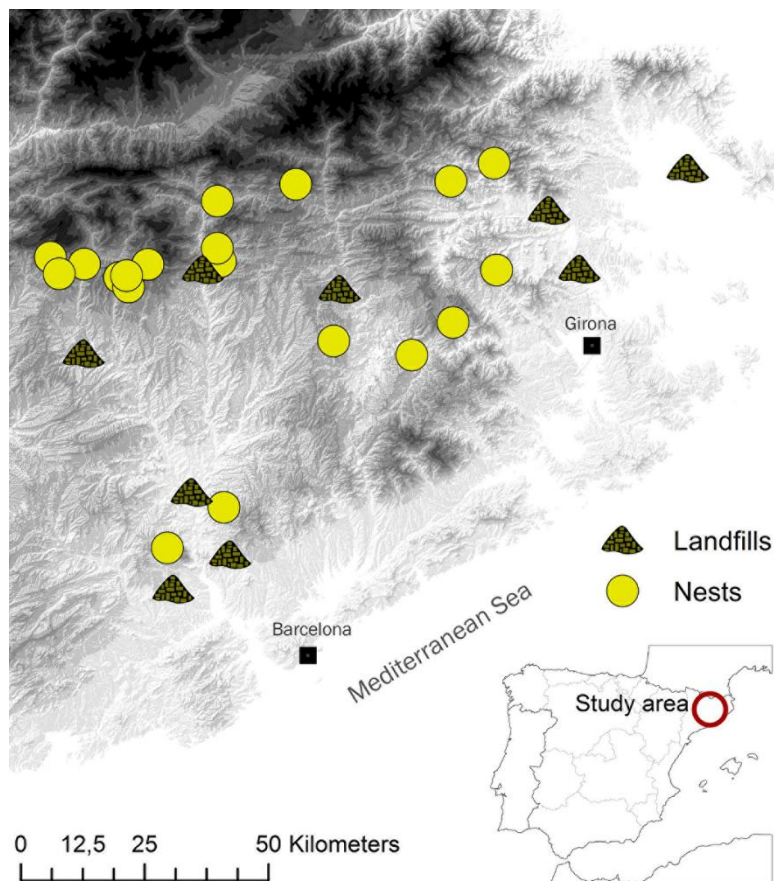 Girona
Landfills
Nests
Barcelona
Mediterranean Sea
Study area
0 12,5 25 50 Kilometers